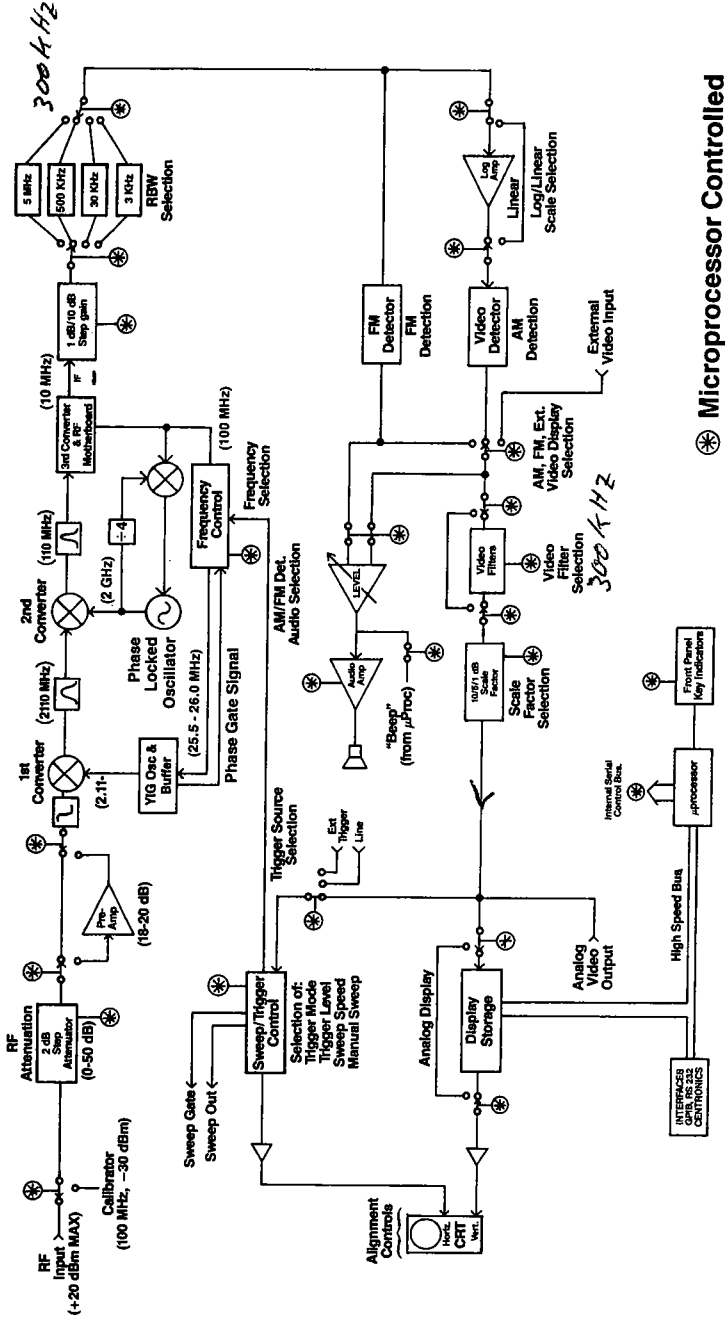 RF
Input
(+20 dBm MAX)
Calibrator
(100 MHz, −30 dBm)
RF
Attenuation
2 dB
Step
Attenuator
(0-50 dB)
Pre-
Amp
(18-20 dB)
1st
Converter
(2.11-
YIG Osc &
Buffer
(2110 MHz)
2nd
Converter
(2 GHz)
÷4
Phase
Locked
Oscillator
(25.5 - 26.0 MHz)
Phase Gate Signal
(110 MHz)
3rd Converter
& RF
Motherboard
(10 MHz)
IF
(100 MHz)
Frequency
Control
Frequency
Selection
1 dB/10 dB
Step gain
5 MHz
500 KHz
30 KHz
3 KHz
RBW
Selection
300 KHz
Log
Amp
Linear
Log/Linear
Scale Selection
FM
Detector
FM
Detection
Video
Detector
AM
Detection
External
Video Input
AM, FM, Ext.
Video Display
Selection
AM/FM Det.
Audio Selection
LEVEL
Audio
Amp
"Beep"
(from µProc)
Video
Filters
Video
Filter
Selection
300 KHz
10/5/1 dB
Scale
Factor
Scale
Factor
Selection
Trigger Source
Selection
Ext
Trigger
Line
Sweep/Trigger
Control
Selection of:
Trigger Mode
Trigger Level
Sweep Speed
Manual Sweep
Sweep Gate
Sweep Out
Analog Display
Display
Storage
Analog
Video
Output
Alignment
Controls
Horiz.
CRT
Vert.
High Speed Bus
Internal Serial
Control Bus.
µprocessor
Front Panel
Key Indicators
INTERFACES
GPIB, RS 232
CENTRONICS
Microprocessor Controlled